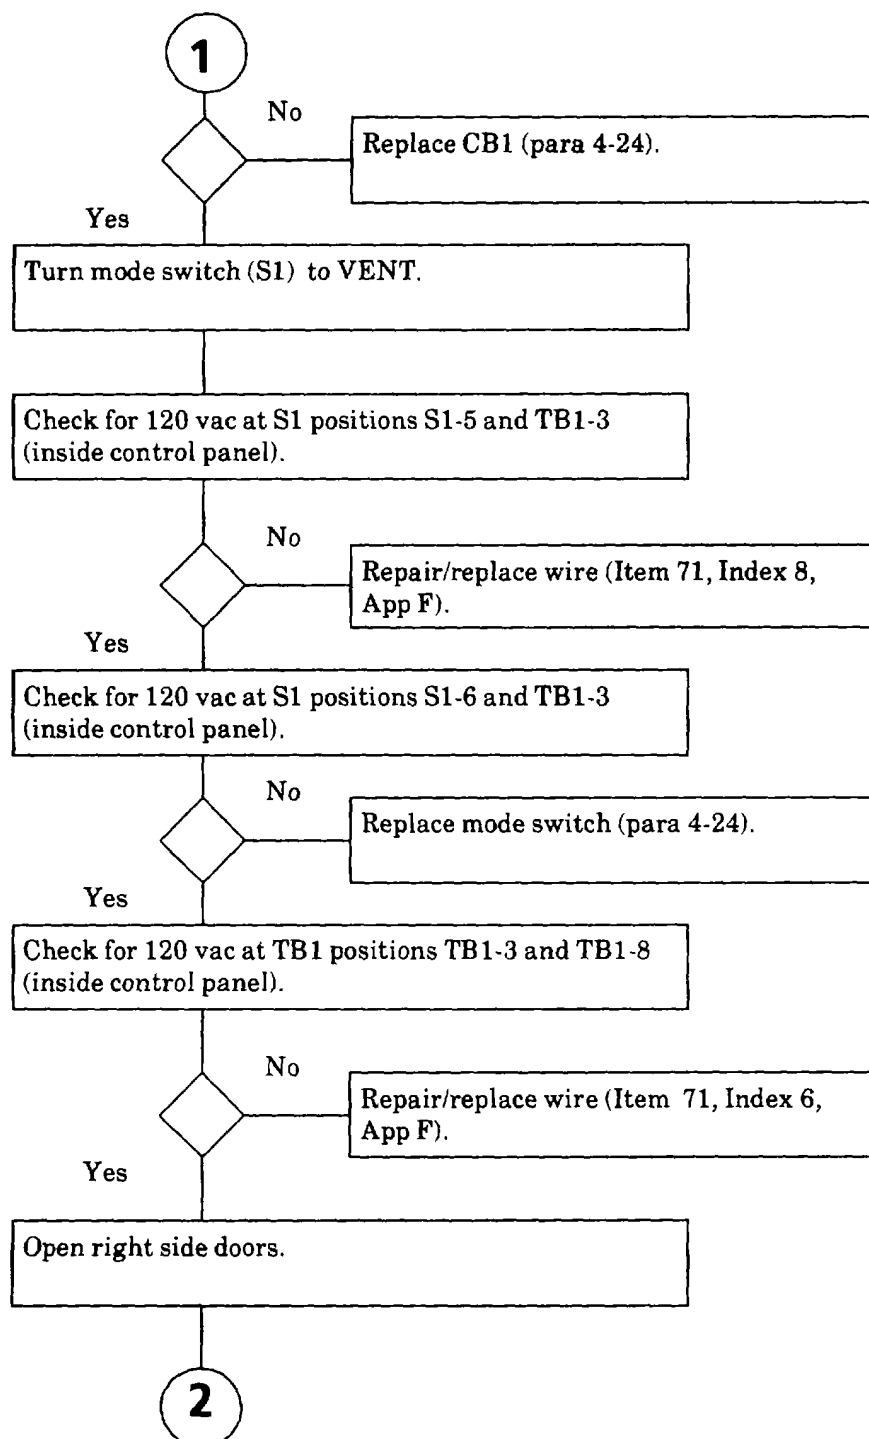 1
No
Replace CB1 (para 4-24).
Yes
Turn mode switch (S1) to VENT.
Check for 120 vac at S1 positions S1-5 and TB1-3
(inside control panel).
No
Repair/replace wire (Item 71, Index 8,
App F).
Yes
Check for 120 vac at S1 positions S1-6 and TB1-3
(inside control panel).
No
Replace mode switch (para 4-24).
Yes
Check for 120 vac at TB1 positions TB1-3 and TB1-8
(inside control panel).
No
Repair/replace wire (Item 71, Index 6,
App F).
Yes
Open right side doors.
2